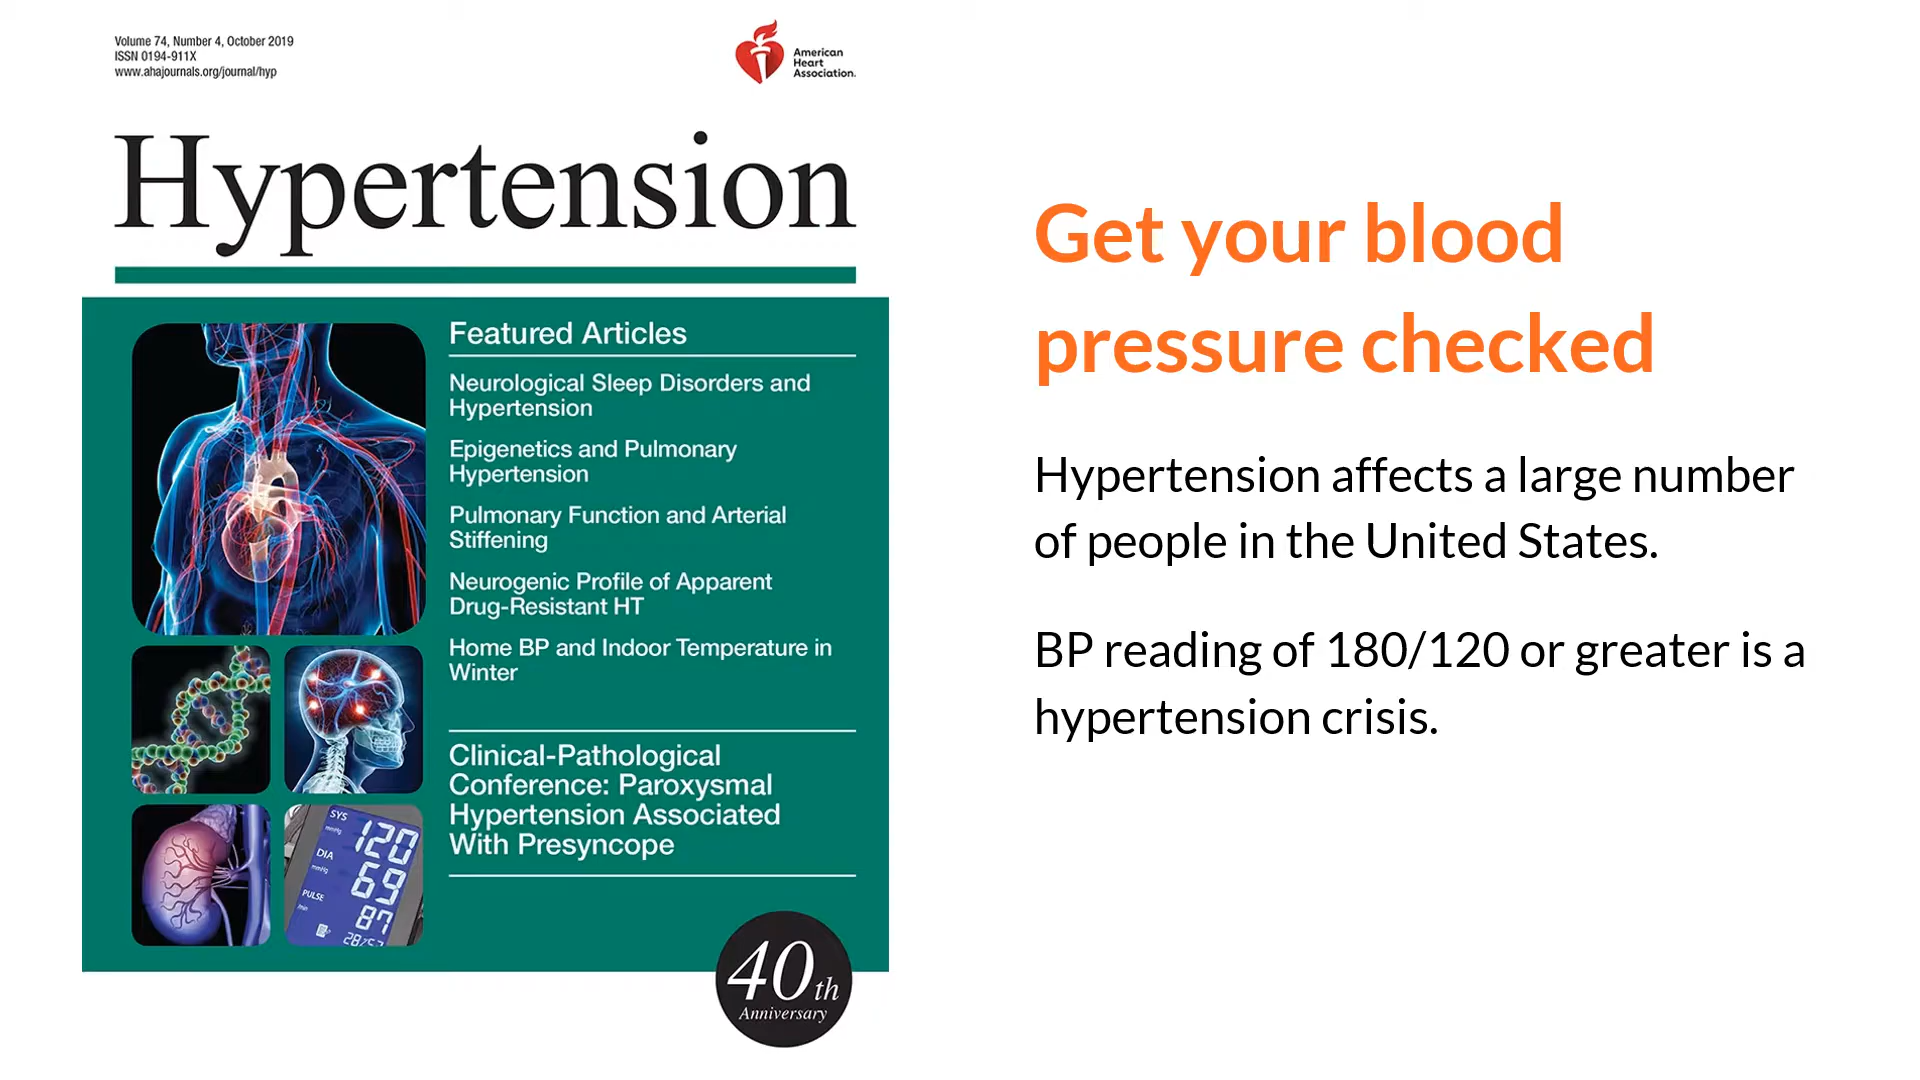 Volume 74, Number 4, October 2019
ISSN 0194-911X
www.ahajournals.org/journal/hyp
American
Heart
Association.
Hypertension
Featured Articles
Neurological Sleep Disorders and
Hypertension
Epigenetics and Pulmonary
Hypertension
Pulmonary Function and Arterial
Stiffening
Neurogenic Profile of Apparent
Drug-Resistant HT
Home BP and Indoor Temperature in
Winter
Clinical-Pathological
Conference: Paroxysmal
Hypertension Associated
With Presyncope
SYS
mmHg
120
DIA
mmHg
69
PULSE
/min
87
40th
Anniversary
Get your blood
pressure checked
Hypertension affects a large number
of people in the United States.
BP reading of 180/120 or greater is a
hypertension crisis.